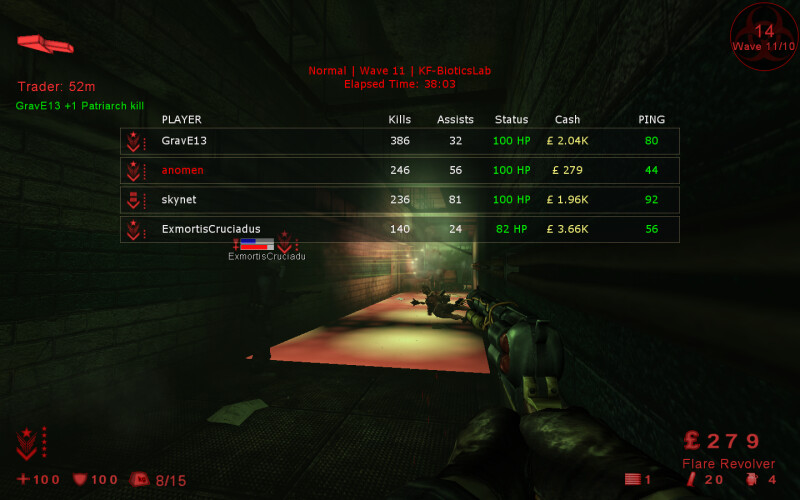 14
Wave 11/10
Normal | Wave 11 | KF-BioticsLab
Elapsed Time: 38:03
Trader: 52m
GravE13 +1 Patriarch kill
PLAYER Kills Assists Status Cash PING
GravE13 386 32 100 HP £ 2.04K 80
anomen 246 56 100 HP £ 279 44
skynet 236 81 100 HP £ 1.96K 92
ExmortisCruciadus 140 24 82 HP £ 3.66K 56
ExmortisCruciadu
£279
Flare Revolver
+100 100 8/15 1 20 4